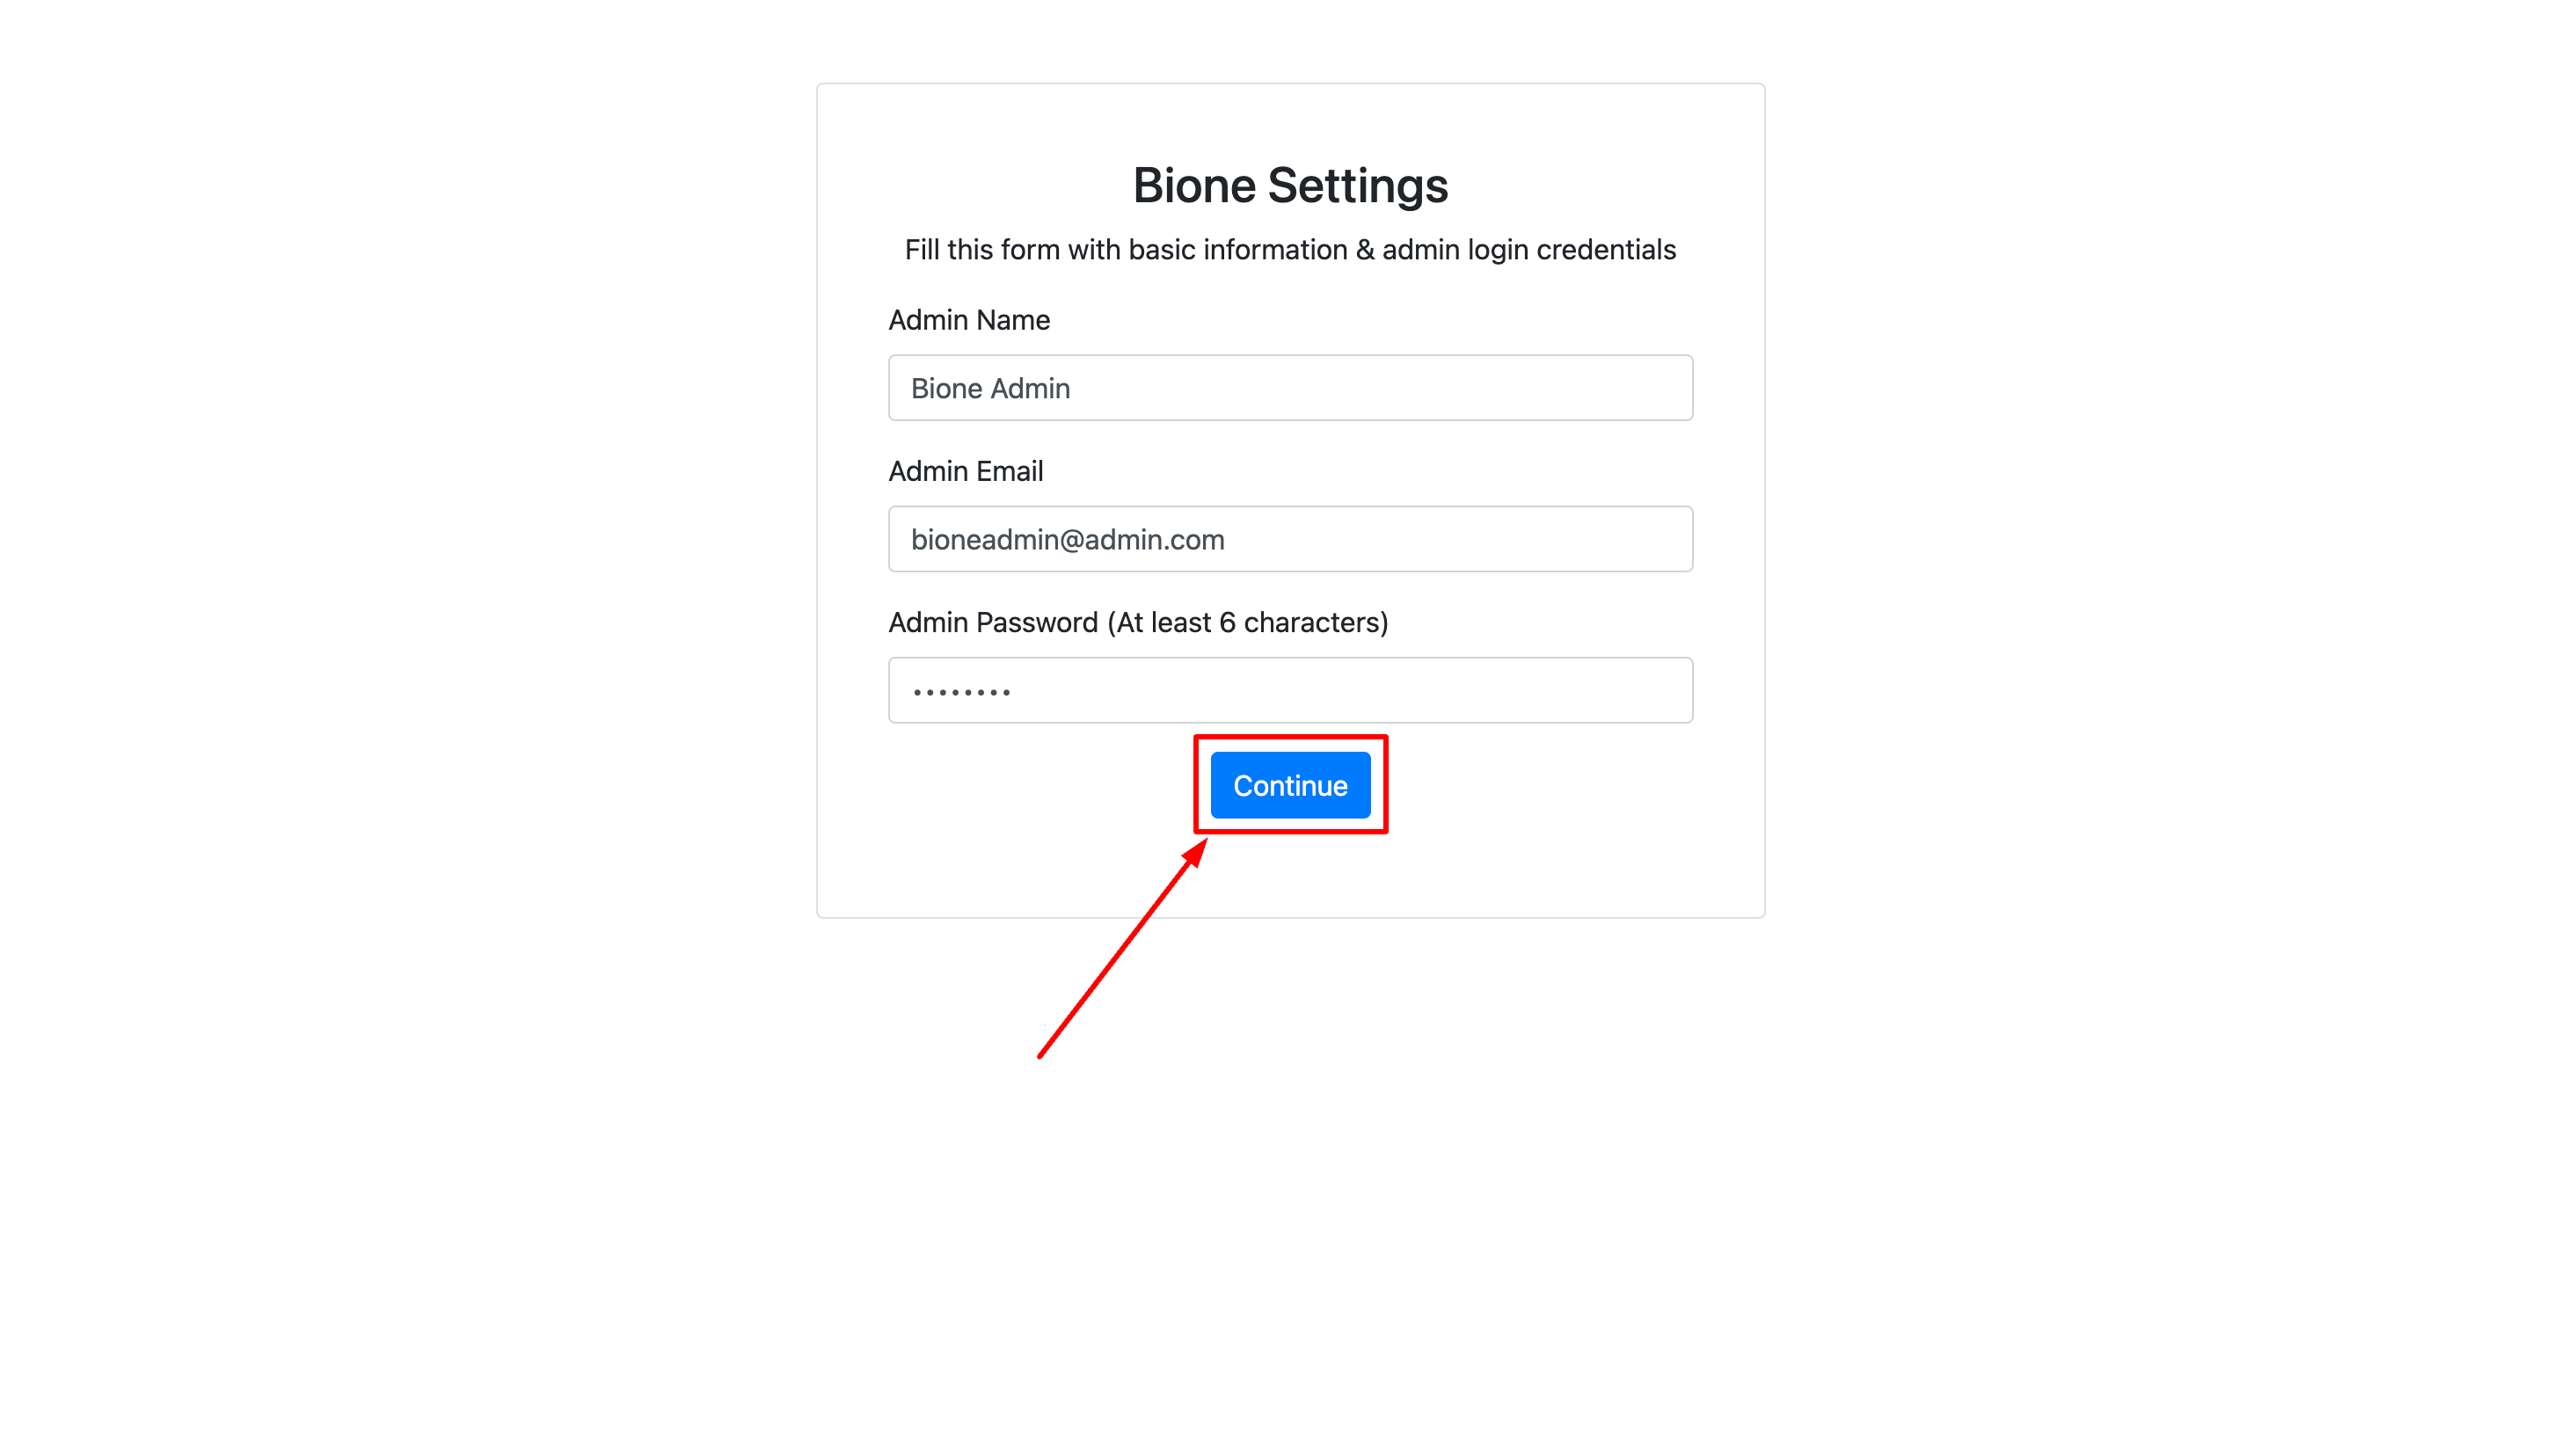 Bione Settings
Fill this form with basic information & admin login credentials
Admin Name
Bione Admin
Admin Email
bioneadmin@admin.com
Admin Password (At least 6 characters)
••••••••
Continue